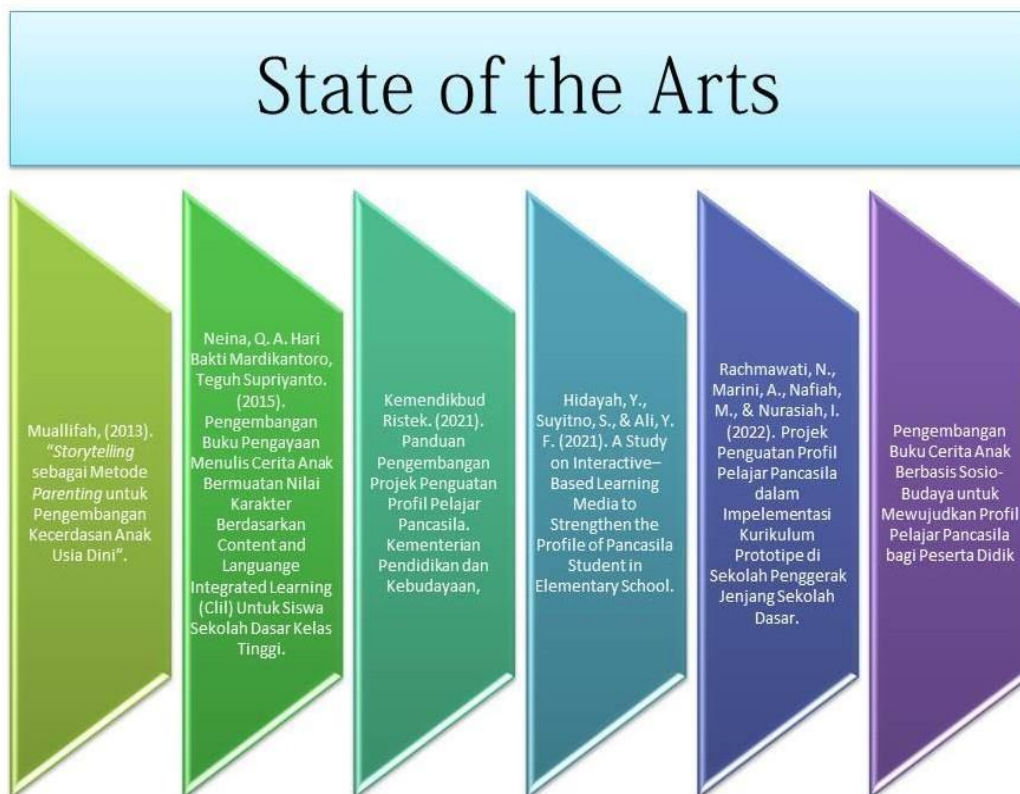 State of the Arts
Muallifah, (2013).
"Storytelling
sebagai Metode
Parenting untuk
Pengembangan
Kecerdasan Anak
Usia Dini".
Neina, Q. A. Hari
Bakti Mardikantoro,
Teguh Supriyanto.
(2015).
Pengembangan
Buku Pengayaan
Menulis Cerita Anak
Bermuatan Nilai
Karakter
Berdasarkan
Content and
Languange
Integrated Learning
(Clil) Untuk Siswa
Sekolah Dasar Kelas
Tinggi.
Kemendikbud
Ristek. (2021).
Panduan
Pengembangan
Projek Penguatan
Profil Pelajar
Pancasila.
Kementerian
Pendidikan dan
Kebudayaan,
Hidayah, Y.,
Suyitno, S., & Ali, Y.
F. (2021). A Study
on Interactive–
Based Learning
Media to
Strengthen the
Profile of Pancasila
Student in
Elementary School.
Rachmawati, N.,
Marini, A., Nafiah,
M., & Nurasiah, I.
(2022). Projek
Penguatan Profil
Pelajar Pancasila
dalam
Impelementasi
Kurikulum
Prototipe di
Sekolah Penggerak
Jenjang Sekolah
Dasar.
Pengembangan
Buku Cerita Anak
Berbasis Sosio-
Budaya untuk
Mewujudkan Profil
Pelajar Pancasila
bagi Peserta Didik